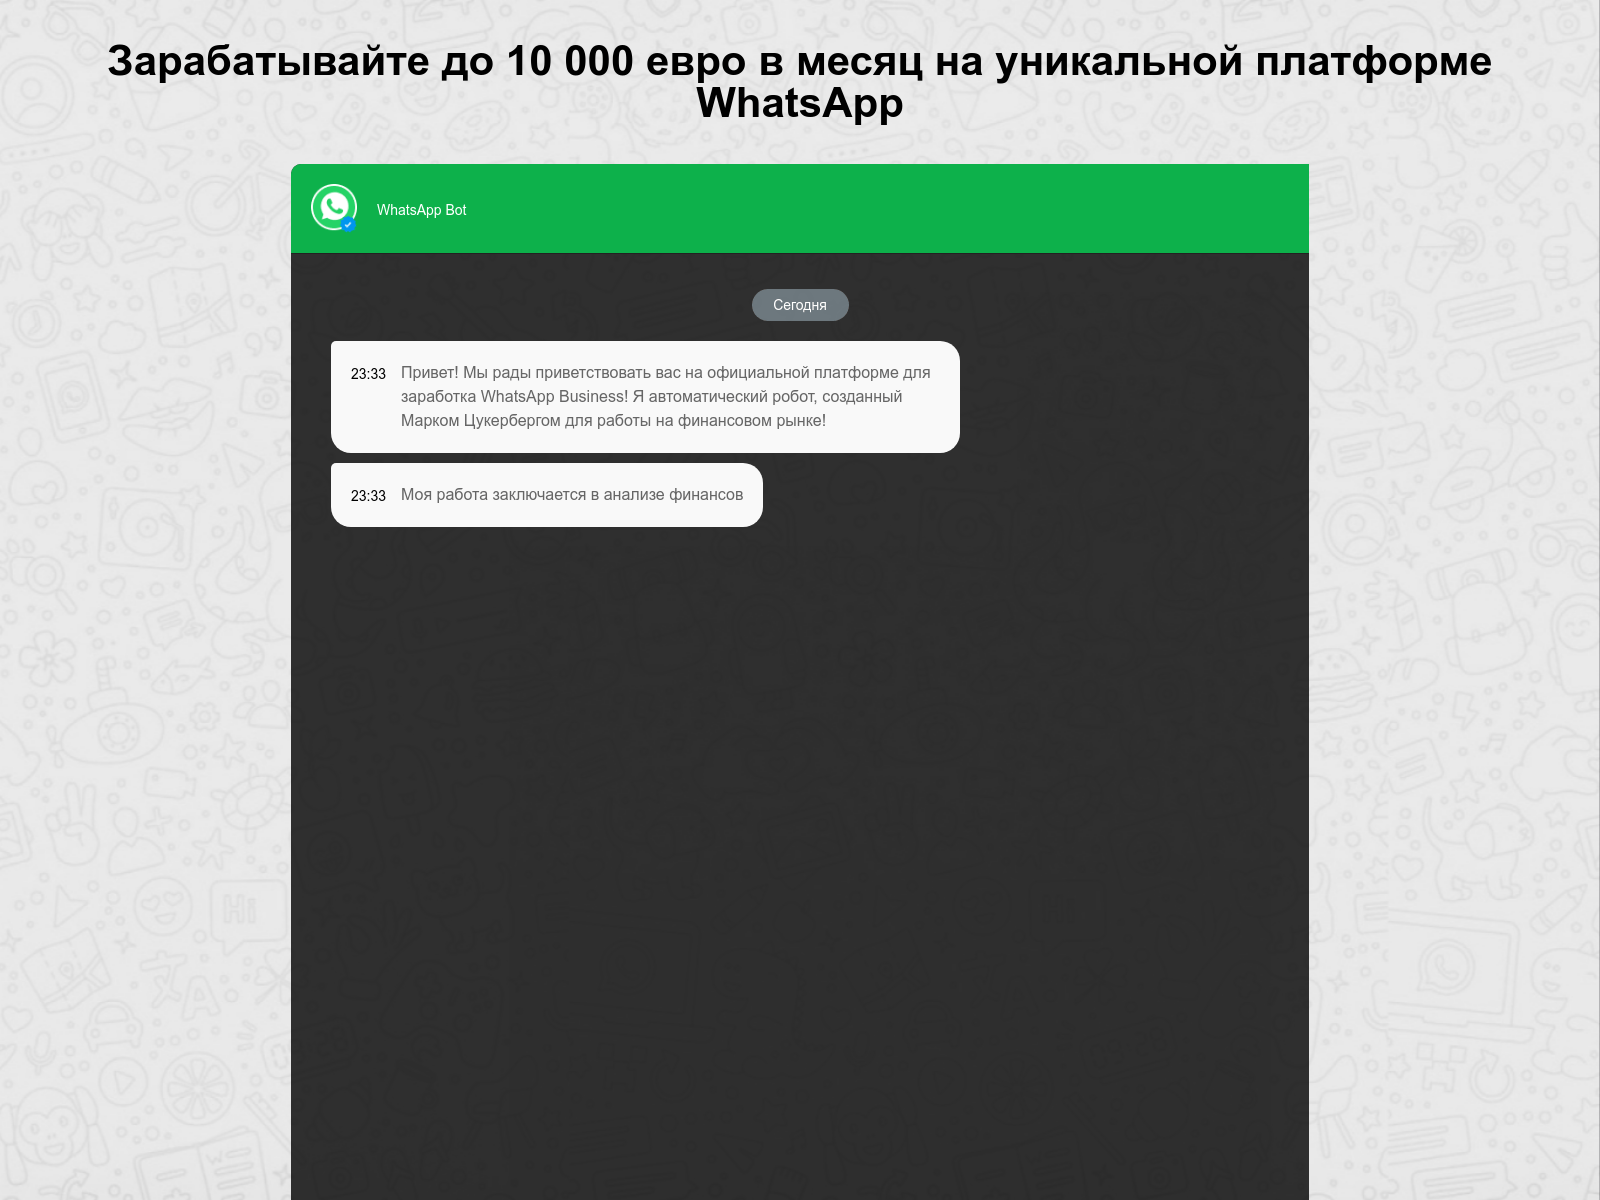 Зарабатывайте до 10 000 евро в месяц на уникальной платформе
WhatsApp
WhatsApp Bot
Сегодня
23:33 Привет! Мы рады приветствовать вас на официальной платформе для
заработка WhatsApp Business! Я автоматический робот, созданный
Марком Цукербергом для работы на финансовом рынке!
23:33 Моя работа заключается в анализе финансов
Hi